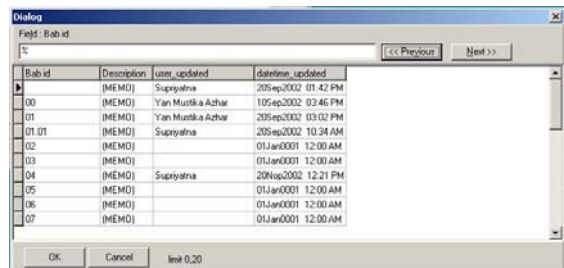 Dialog
Field : Bab id
%
<< Previous Next >>
Bab id Description user_updated datetime_updated
(MEMO) Supriyatna 20Sep2002 01:42 PM
00 (MEMO) Yan Mustika Azhar 10Sep2002 03:46 PM
01 (MEMO) Yan Mustika Azhar 20Sep2002 03:02 PM
01.01 (MEMO) Supriyatna 20Sep2002 10:34 AM
02 (MEMO) 01Jan0001 12:00 AM
03 (MEMO) 01Jan0001 12:00 AM
04 (MEMO) Supriyatna 20Nop2002 12:21 PM
05 (MEMO) 01Jan0001 12:00 AM
06 (MEMO) 01Jan0001 12:00 AM
07 (MEMO) 01Jan0001 12:00 AM
OK Cancel limit 0,20